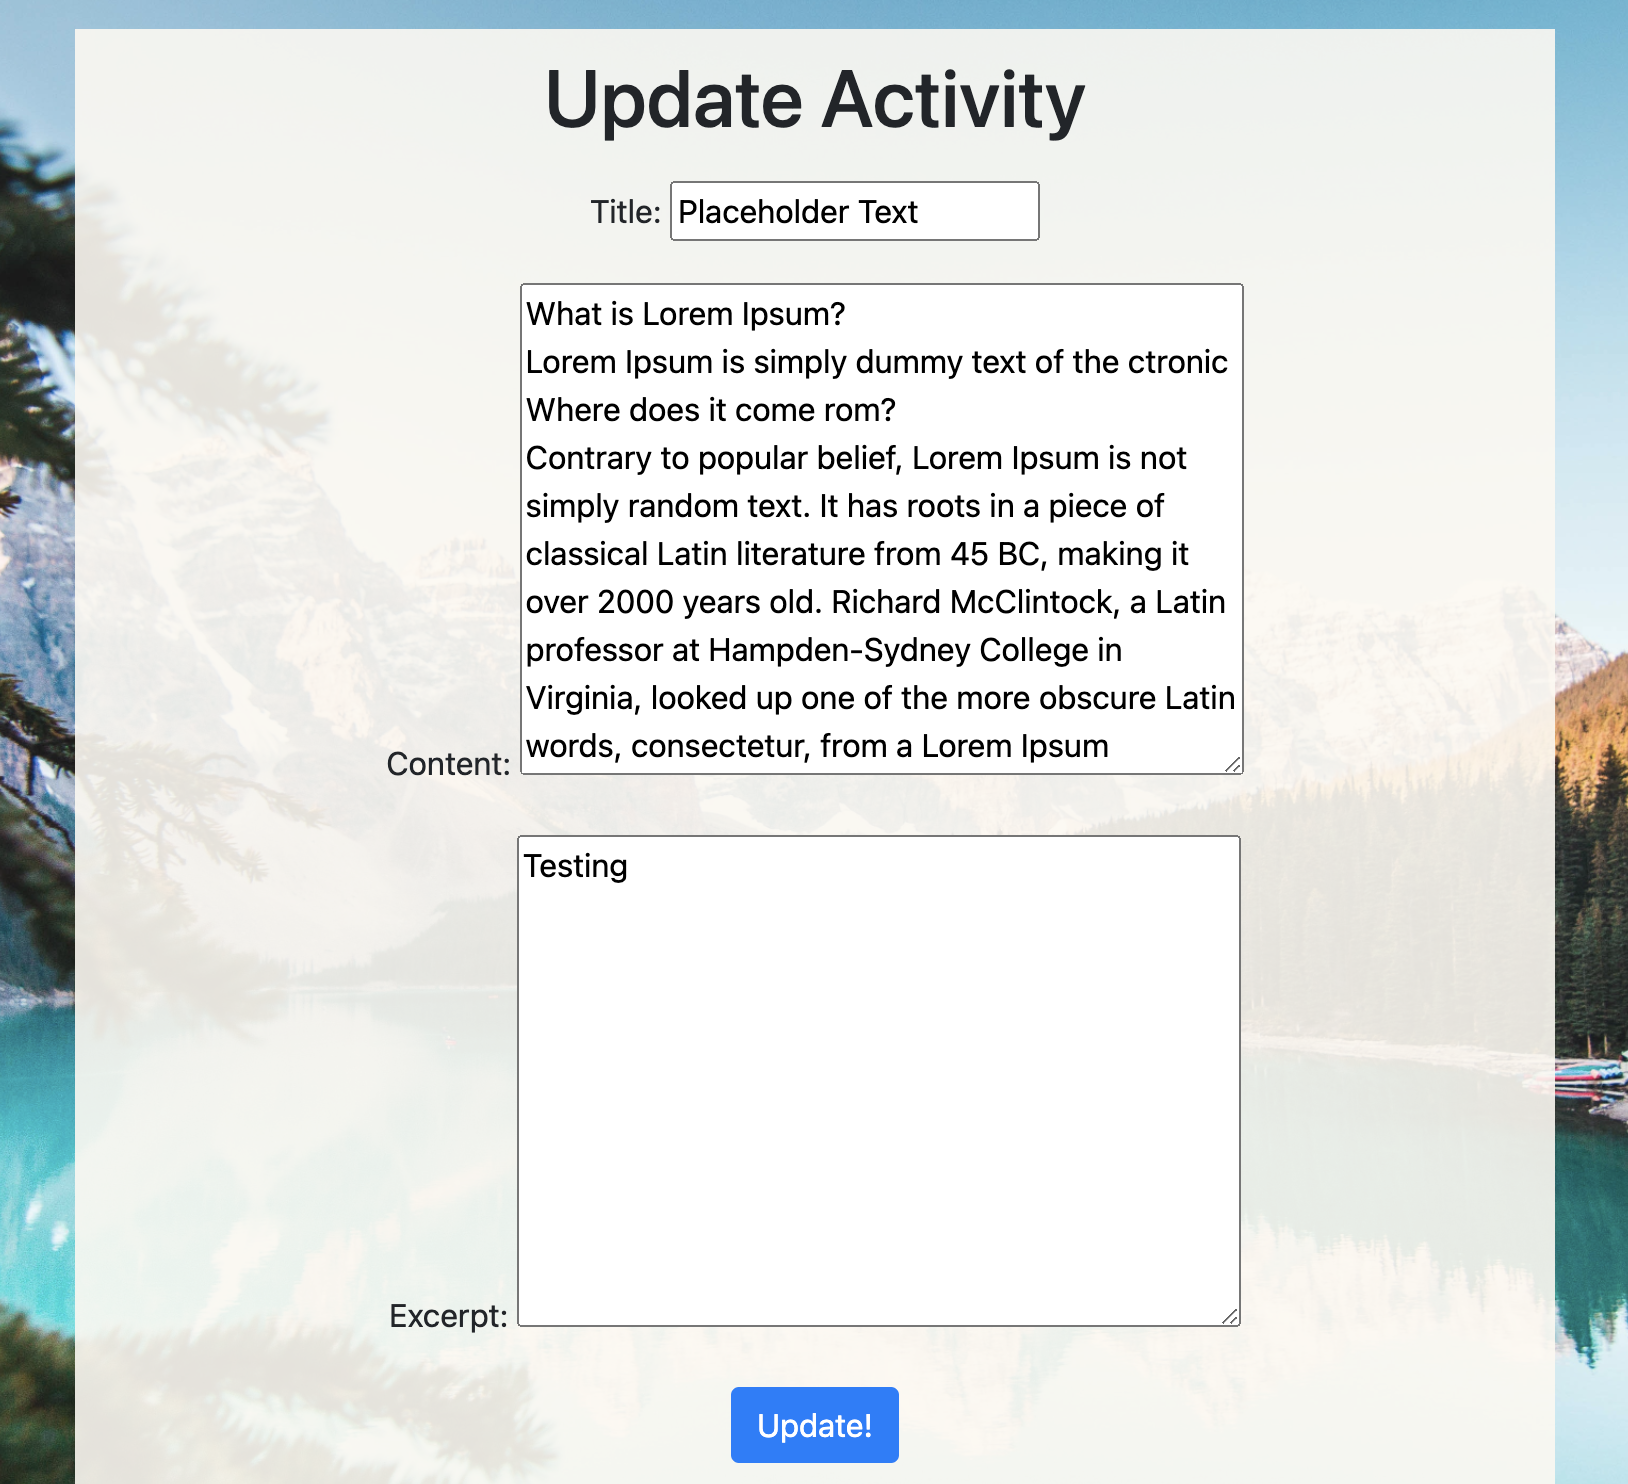 Update Activity
Title: Placeholder Text
What is Lorem Ipsum?
Lorem Ipsum is simply dummy text of the ctronic
Where does it come rom?
Contrary to popular belief, Lorem Ipsum is not
simply random text. It has roots in a piece of
classical Latin literature from 45 BC, making it
over 2000 years old. Richard McClintock, a Latin
professor at Hampden-Sydney College in
Virginia, looked up one of the more obscure Latin
words, consectetur, from a Lorem Ipsum
Content:
Testing
Excerpt:
Update!